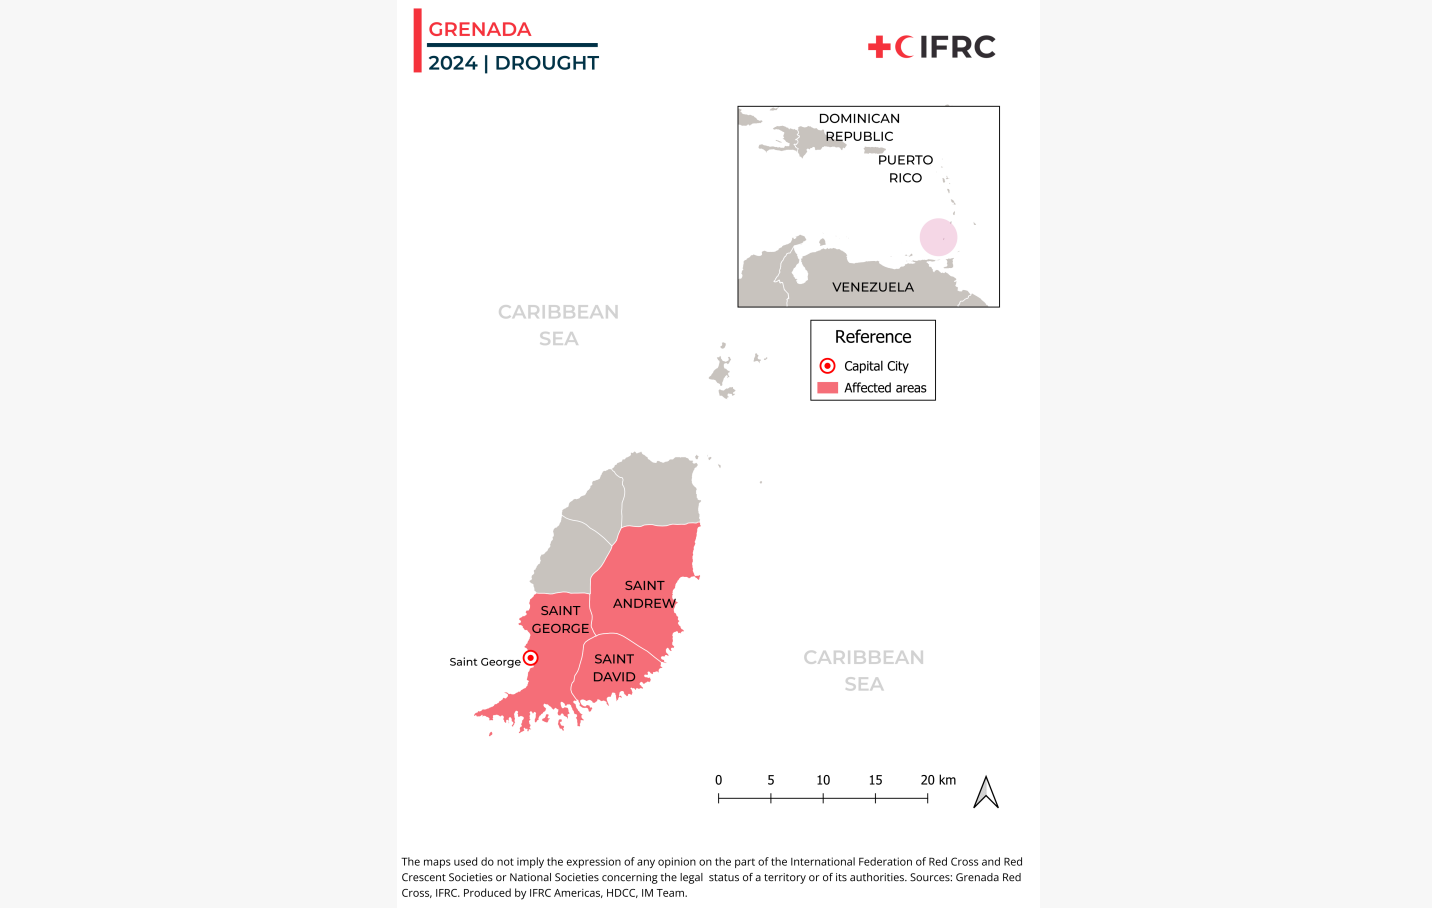 GRENADA
2024 | DROUGHT
IFRC
DOMINICAN
REPUBLIC
PUERTO
RICO
VENEZUELA
CARIBBEAN
SEA
Reference
Capital City
Affected areas
SAINT
ANDREW
SAINT
GEORGE
Saint George
SAINT
DAVID
CARIBBEAN
SEA
0 5 10 15 20 km
The maps used do not imply the expression of any opinion on the part of the International Federation of Red Cross and Red
Crescent Societies or National Societies concerning the legal status of a territory or of its authorities. Sources: Grenada Red
Cross, IFRC. Produced by IFRC Americas, HDCC, IM Team.